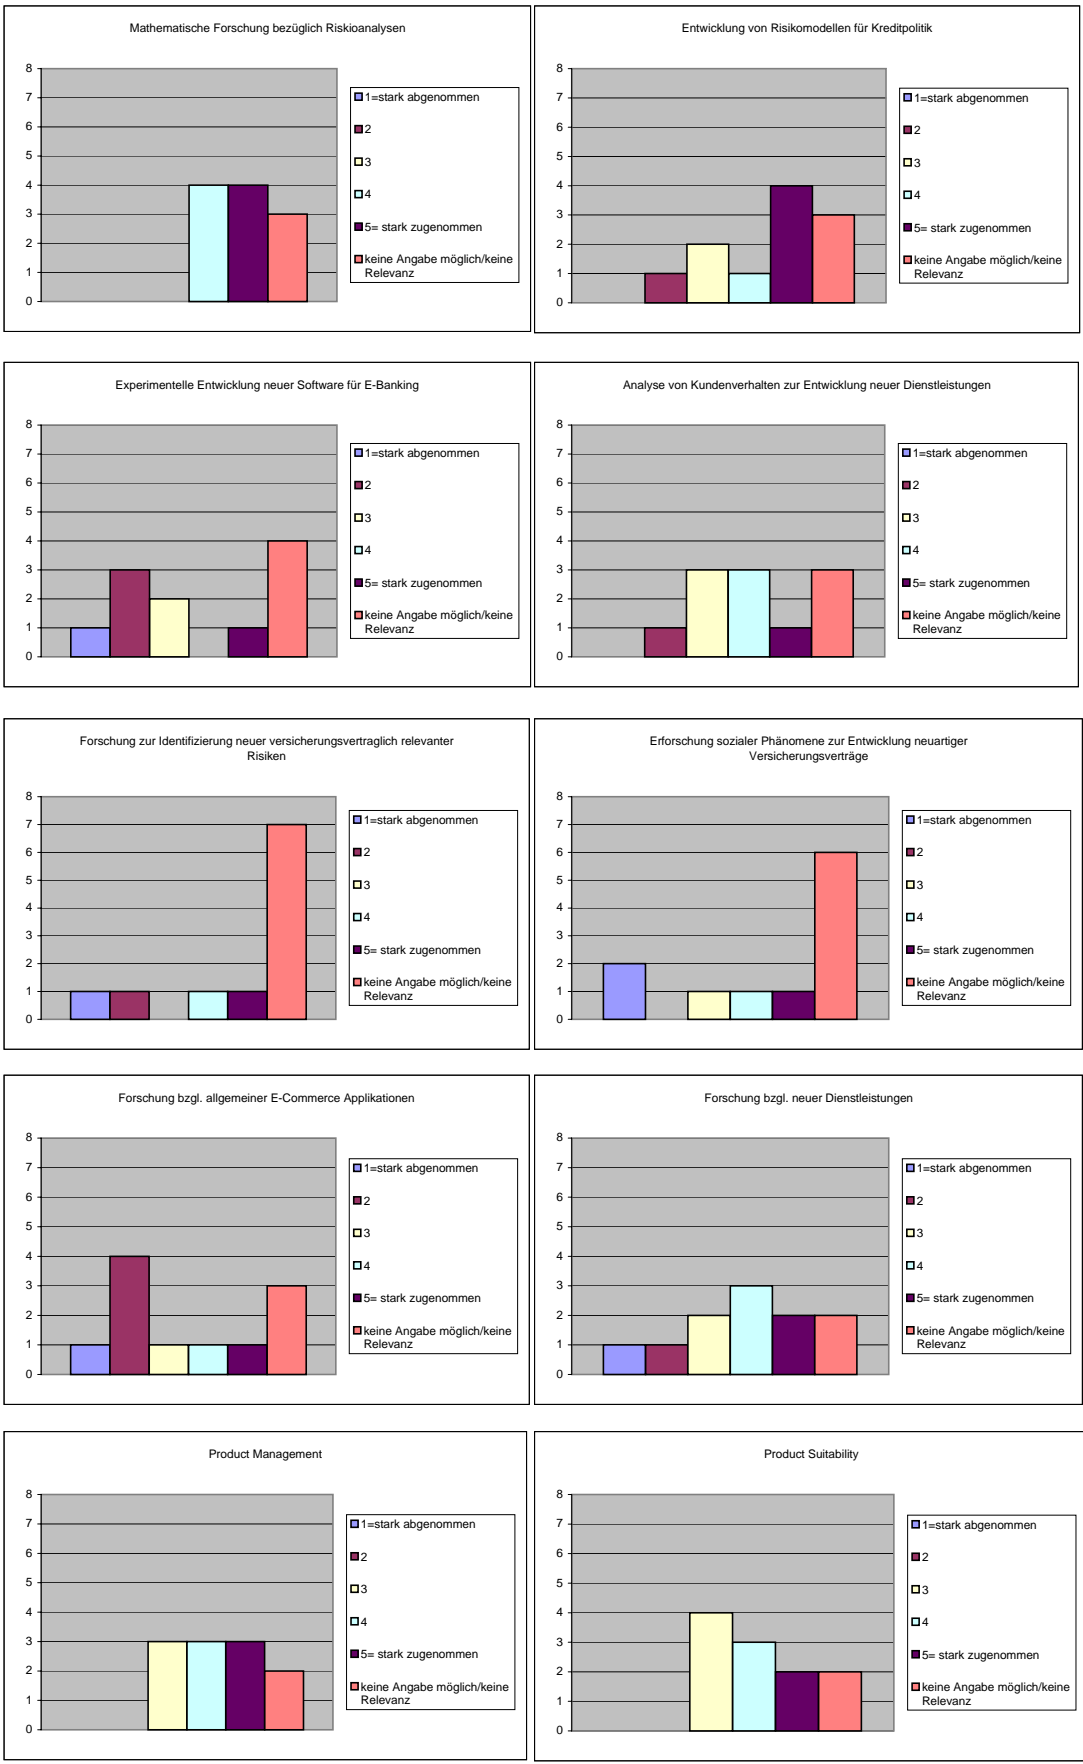 Mathematische Forschung bezüglich Riskioanalysen
8
7
6
5
4
3
2
1
0
1=stark abgenommen
2
3
4
5= stark zugenommen
keine Angabe möglich/keine
Relevanz
Entwicklung von Risikomodellen für Kreditpolitik
8
7
6
5
4
3
2
1
0
1=stark abgenommen
2
3
4
5= stark zugenommen
keine Angabe möglich/keine
Relevanz
Experimentelle Entwicklung neuer Software für E-Banking
8
7
6
5
4
3
2
1
0
1=stark abgenommen
2
3
4
5= stark zugenommen
keine Angabe möglich/keine
Relevanz
Analyse von Kundenverhalten zur Entwicklung neuer Dienstleistungen
8
7
6
5
4
3
2
1
0
1=stark abgenommen
2
3
4
5= stark zugenommen
keine Angabe möglich/keine
Relevanz
Forschung zur Identifizierung neuer versicherungsvertraglich relevanter
Risiken
8
7
6
5
4
3
2
1
0
1=stark abgenommen
2
3
4
5= stark zugenommen
keine Angabe möglich/keine
Relevanz
Erforschung sozialer Phänomene zur Entwicklung neuartiger
Versicherungsverträge
8
7
6
5
4
3
2
1
0
1=stark abgenommen
2
3
4
5= stark zugenommen
keine Angabe möglich/keine
Relevanz
Forschung bzgl. allgemeiner E-Commerce Applikationen
8
7
6
5
4
3
2
1
0
1=stark abgenommen
2
3
4
5= stark zugenommen
keine Angabe möglich/keine
Relevanz
Forschung bzgl. neuer Dienstleistungen
8
7
6
5
4
3
2
1
0
1=stark abgenommen
2
3
4
5= stark zugenommen
keine Angabe möglich/keine
Relevanz
Product Management
8
7
6
5
4
3
2
1
0
1=stark abgenommen
2
3
4
5= stark zugenommen
keine Angabe möglich/keine
Relevanz
Product Suitability
8
7
6
5
4
3
2
1
0
1=stark abgenommen
2
3
4
5= stark zugenommen
keine Angabe möglich/keine
Relevanz